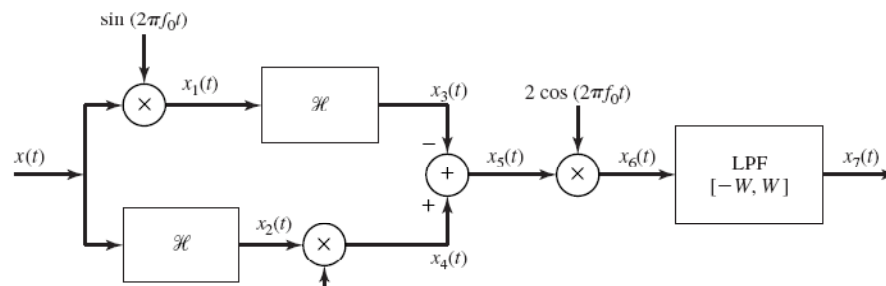 sin (2πf₀t)
x₁(t)
ℋ
x₃(t)
2 cos (2πf₀t)
x(t)
−
+
+
x₅(t)
x₆(t)
LPF
[−W, W]
x₇(t)
ℋ
x₂(t)
x₄(t)